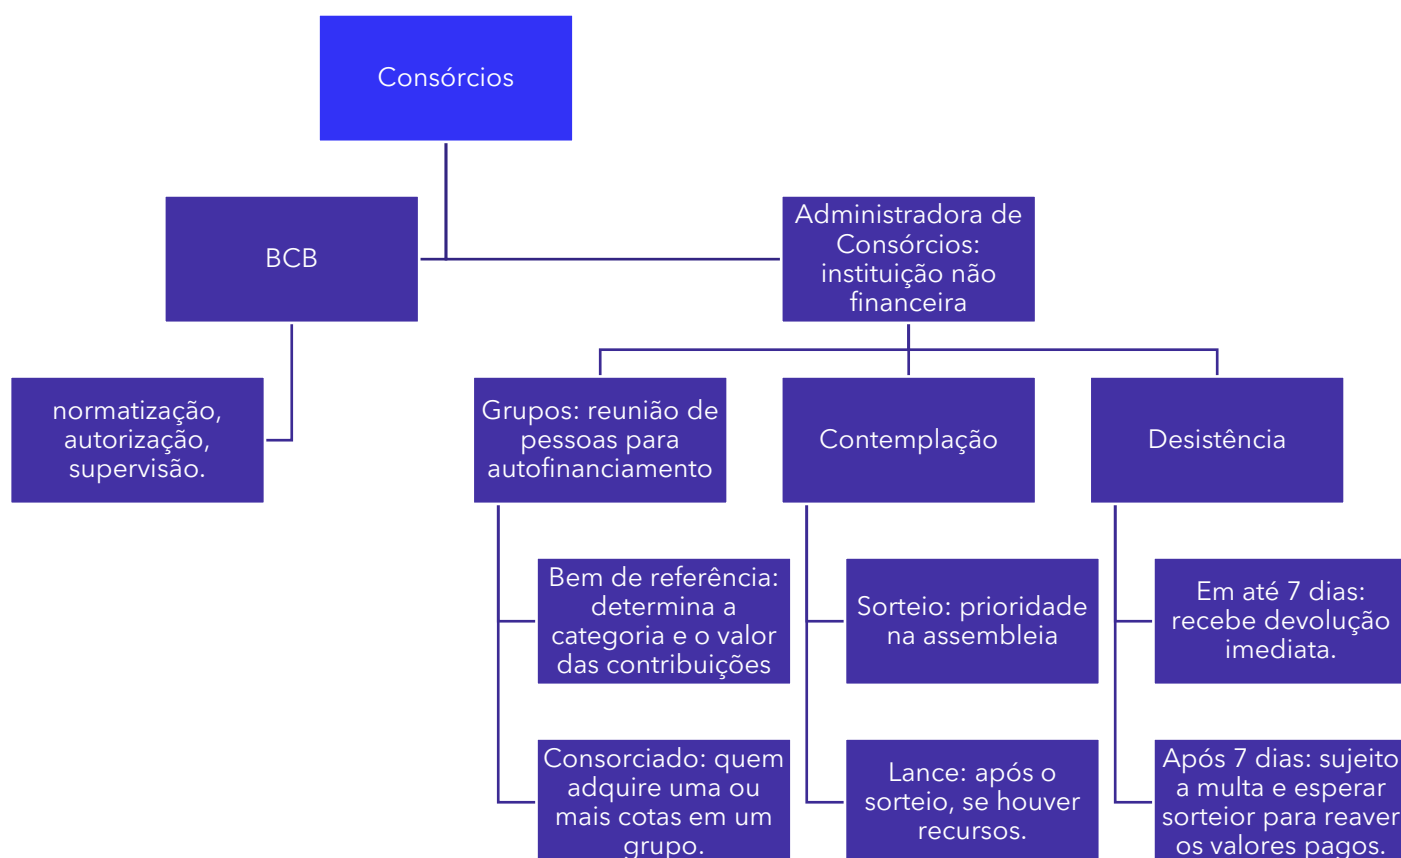 Consórcios
BCB
Administradora de
Consórcios:
instituição não
financeira
normatização,
autorização,
supervisão.
Grupos: reunião de
pessoas para
autofinanciamento
Contemplação
Desistência
Bem de referência:
determina a
categoria e o valor
das contribuições
Sorteio: prioridade
na assembleia
Em até 7 dias:
recebe devolução
imediata.
Consorciado: quem
adquire uma ou
mais cotas em um
grupo.
Lance: após o
sorteio, se houver
recursos.
Após 7 dias: sujeito
a multa e esperar
sorteior para reaver
os valores pagos.